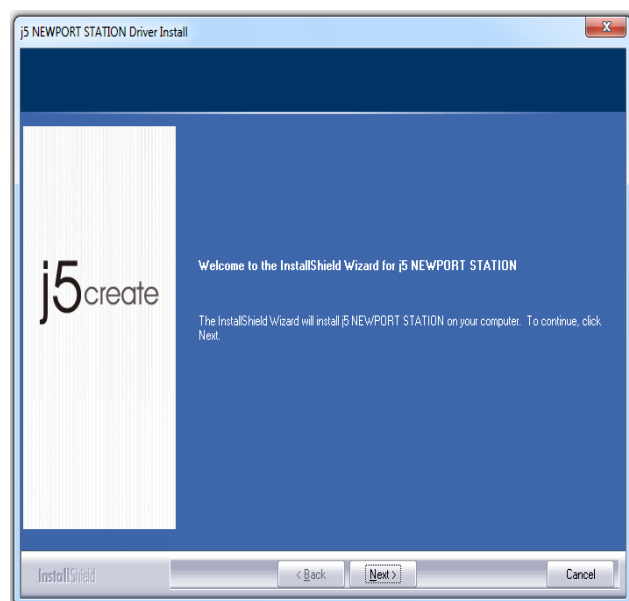 j5 NEWPORT STATION Driver Install
X
j5create
Welcome to the InstallShield Wizard for j5 NEWPORT STATION
The InstallShield Wizard will install j5 NEWPORT STATION on your computer. To continue, click
Next.
InstallShield
< Back
Next >
Cancel